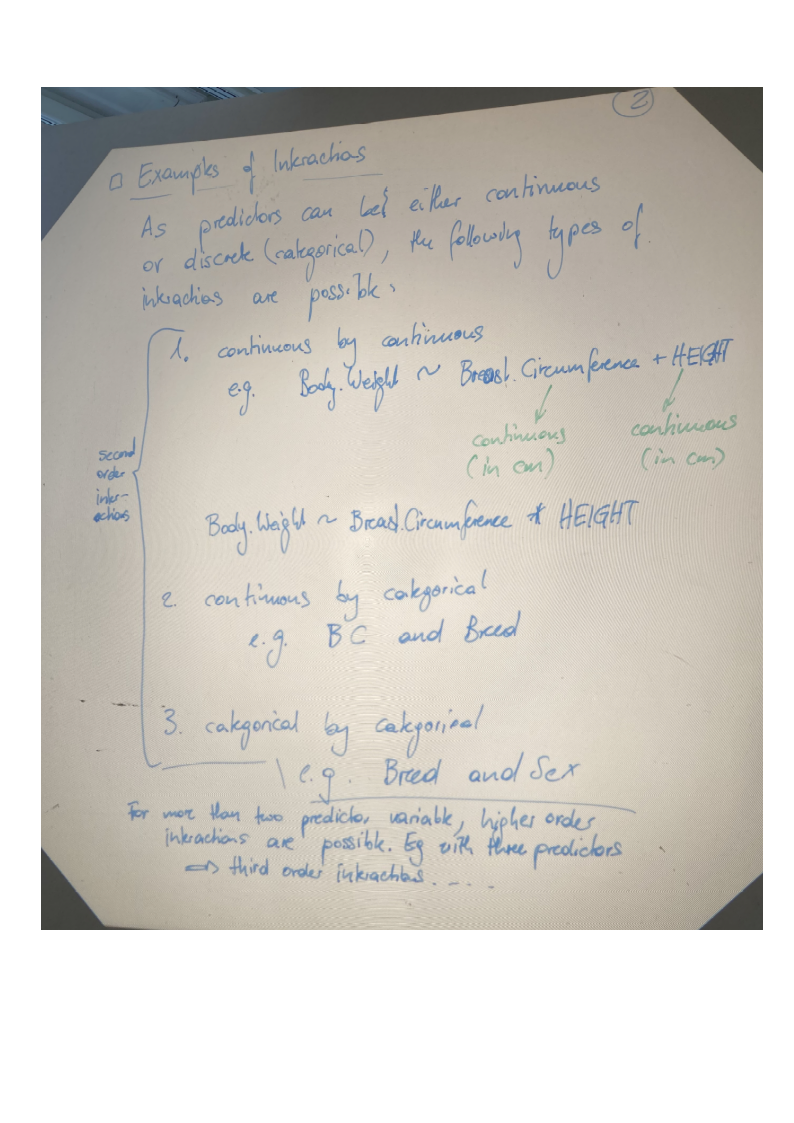 2
□ Examples of Interactions
As predictors can be either continuous
or discrete (categorical), the following types of
interactions are possible:
1. continuous by continuous
e.g. Body.Weight ~ Breast.Circumference + HEIGHT
continuous continuous
(in cm) (in cm)
second
order
inter-
actions
Body.Weight ~ Breast.Circumference * HEIGHT
2. continuous by categorical
e.g. BC and Breed
3. categorical by categorical
e.g. Breed and Sex
For more than two predictor variable, higher order
interactions are possible. Eg with three predictors
⇒ third order interactions ....